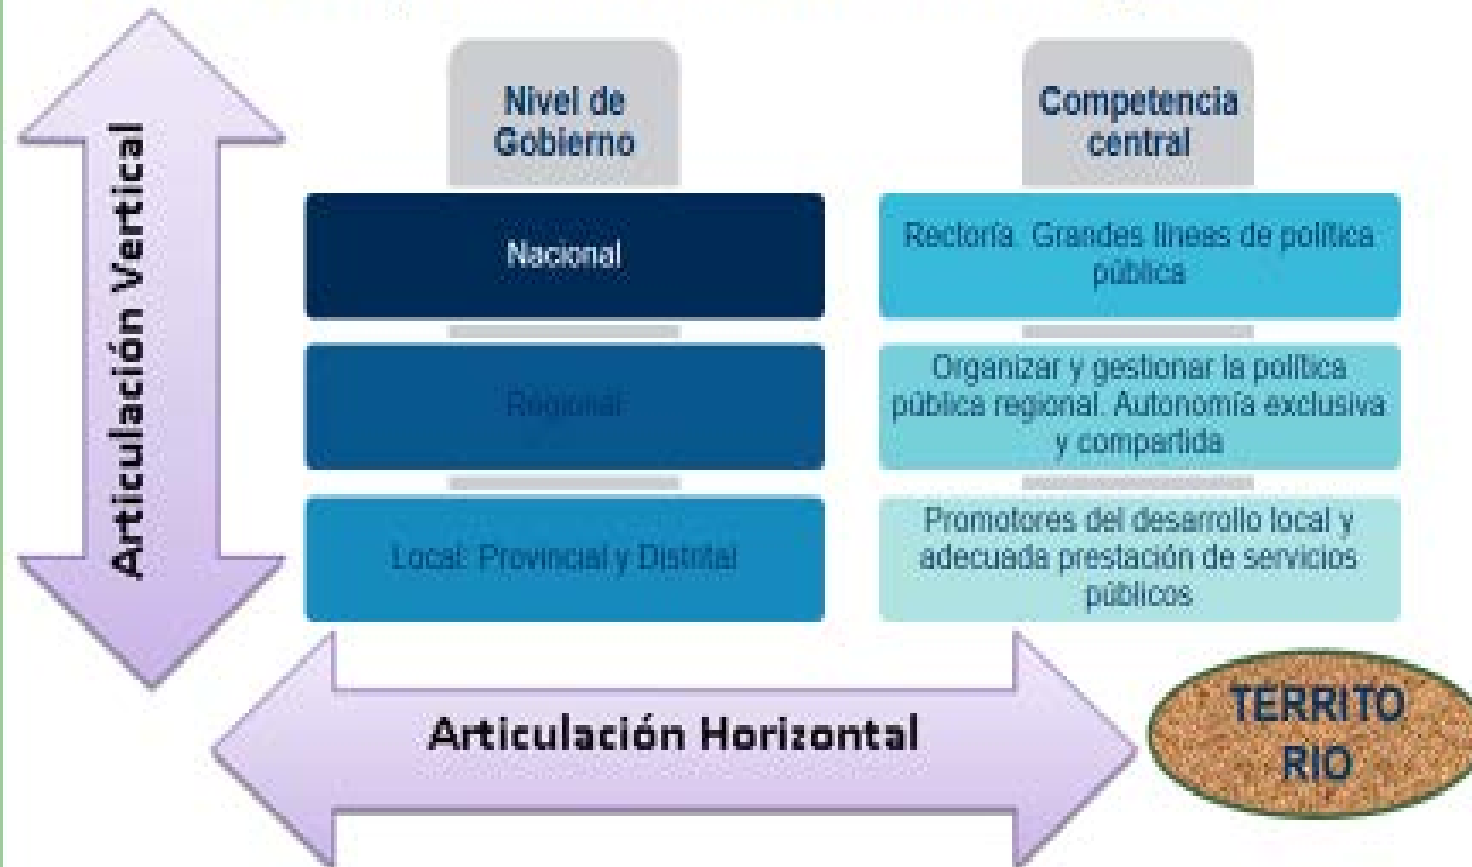 Articulación Vertical
Nivel de
Gobierno
Competencia
central
Nacional
Rectoría. Grandes líneas de política
pública
Regional
Organizar y gestionar la política
pública regional. Autonomía exclusiva
y compartida
Local: Provincial y Distrital
Promotores del desarrollo local y
adecuada prestación de servicios
públicos
Articulación Horizontal
TERRITO
RIO